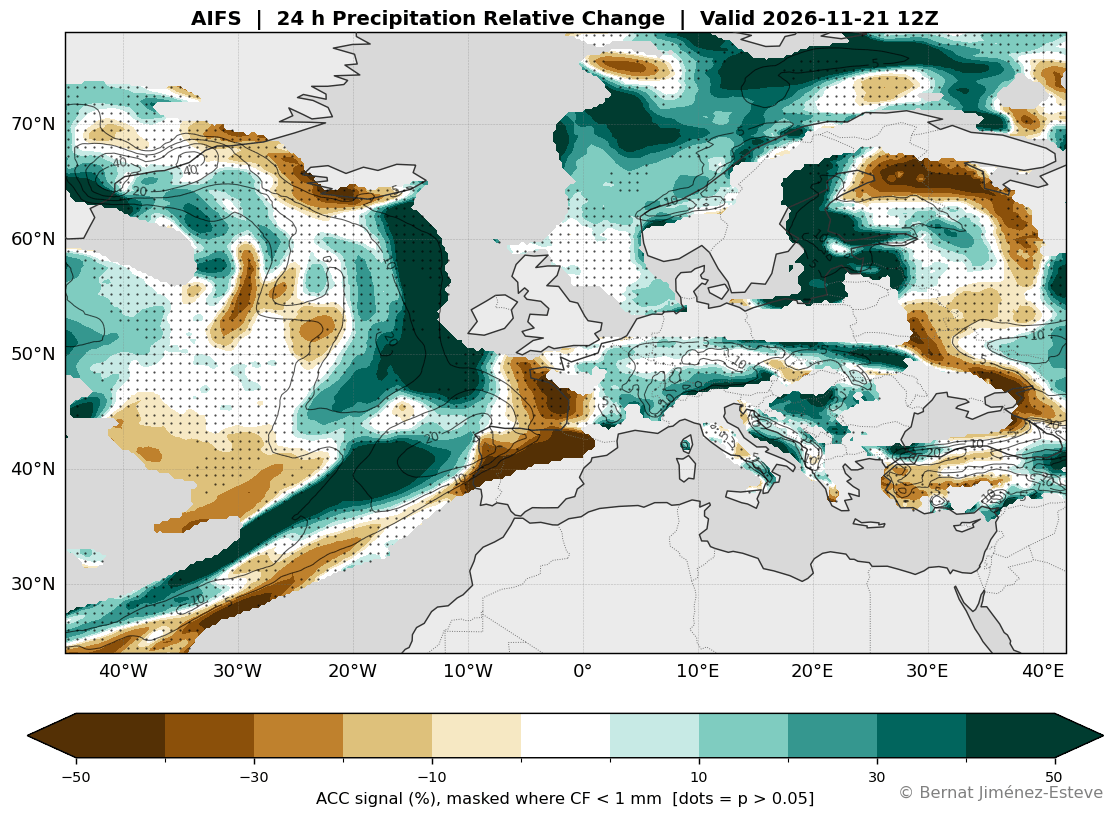 AIFS | 24 h Precipitation Relative Change | Valid 2026-11-21 12Z
70°N
60°N
50°N
40°N
30°N
40°W
30°W
20°W
10°W
0°
10°E
20°E
30°E
40°E
−50
−30
−10
10
30
50
ACC signal (%), masked where CF < 1 mm [dots = p > 0.05]
© Bernat Jiménez-Esteve